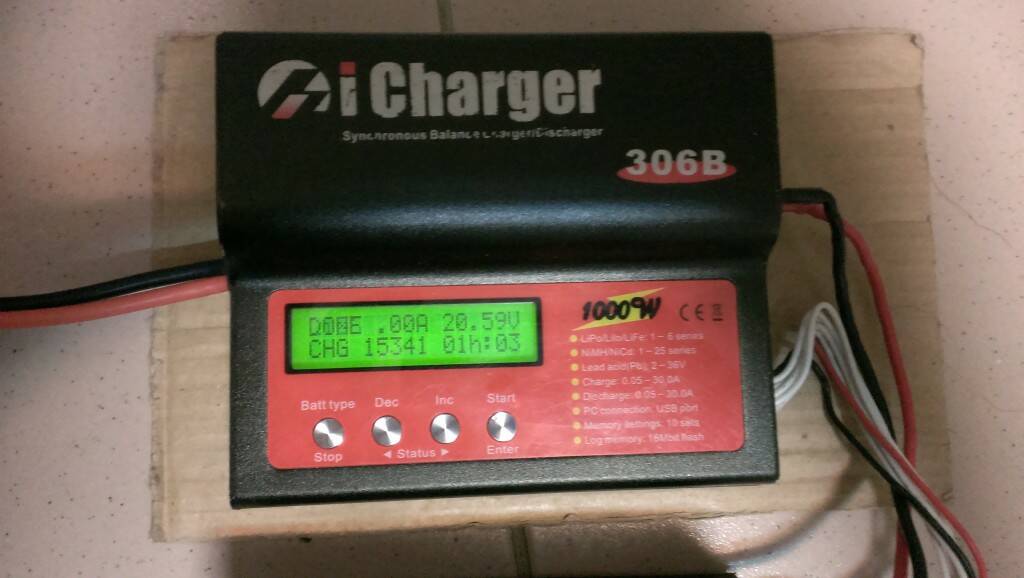 i Charger
Synchronous Balance Charger/Discharger
306B
1000W CE
DONE .00A 20.59V
CHG 15341 01h:03
LiPo/LiIo/LiFe: 1 – 6 series
NiMH/NiCd: 1 – 25 series
Lead acid(Pb): 2 – 36V
Charge: 0.05 – 30.0A
Discharge: 0.05 – 30.0A
PC connection: USB port
Memory settings: 10 sets
Log memory: 16Mbit flash
Batt type Dec Inc Start
Stop ◄ Status ► Enter